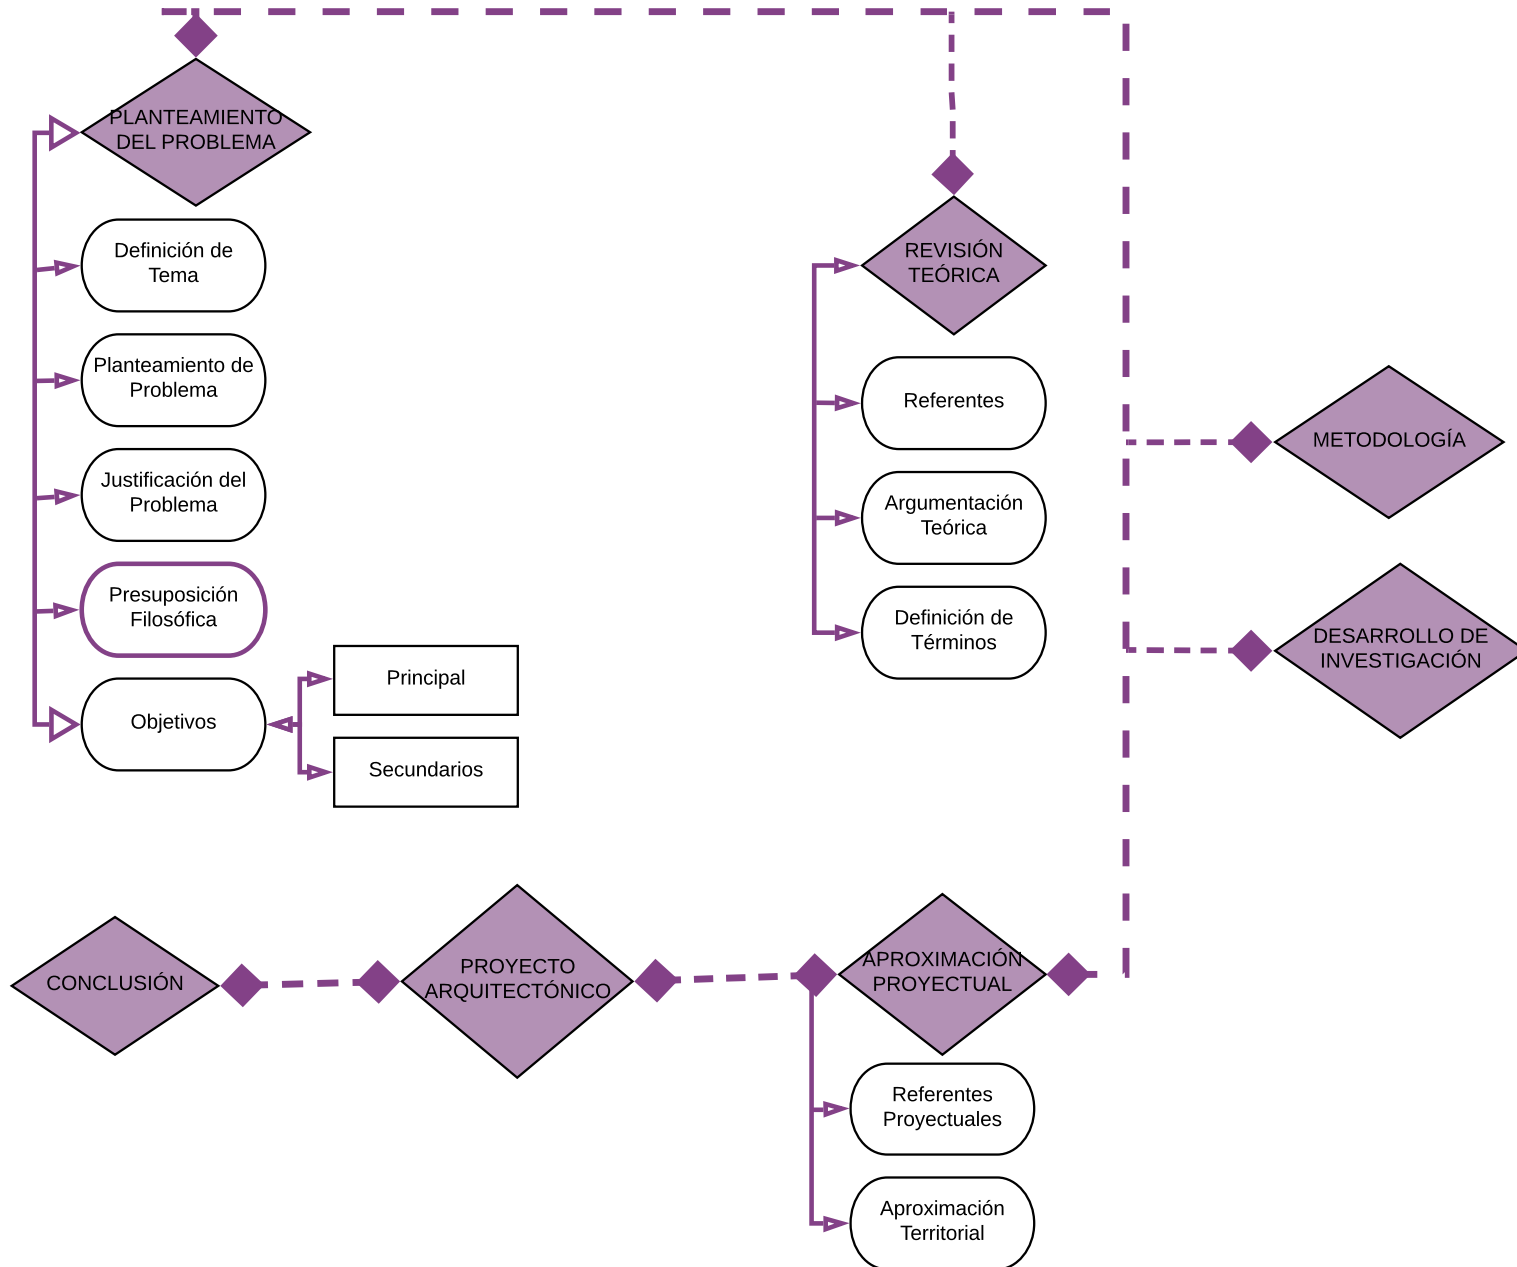 PLANTEAMIENTO
DEL PROBLEMA
Definición de
Tema
Planteamiento de
Problema
Justificación del
Problema
Presuposición
Filosófica
Objetivos
Principal
Secundarios
REVISIÓN
TEÓRICA
Referentes
Argumentación
Teórica
Definición de
Términos
METODOLOGÍA
DESARROLLO DE
INVESTIGACIÓN
CONCLUSIÓN
PROYECTO
ARQUITECTÓNICO
APROXIMACIÓN
PROYECTUAL
Referentes
Proyectuales
Aproximación
Territorial